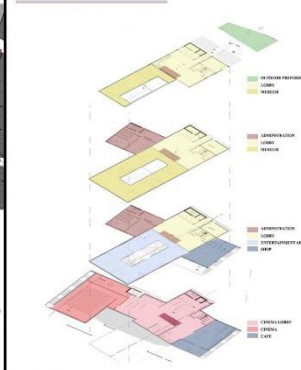 LOBBY
MUSEUM
ADMINISTRATION
LOBBY
MUSEUM
ADMINISTRATION
LOBBY
SHOP
CINEMA LOBBY
CINEMA
CAFE